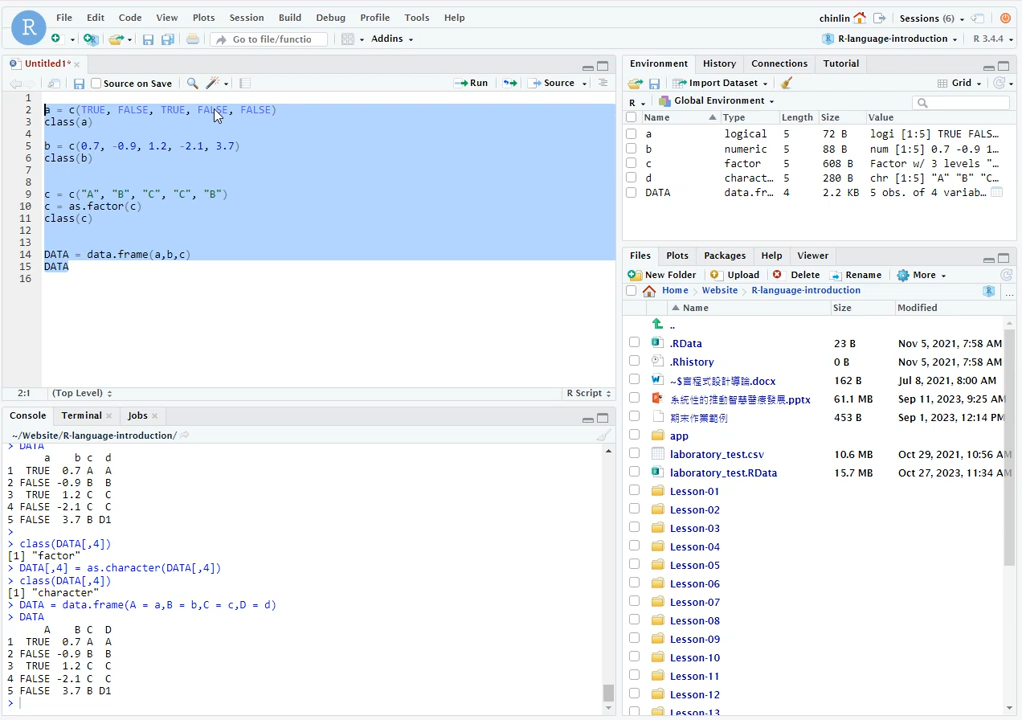 File Edit Code View Plots Session Build Debug Profile Tools Help
chinlin Sessions (6)
Go to file/functio Addins
R-language-introduction R 3.4.4
Untitled1*
Source on Save Run Source
1
2 a = c(TRUE, FALSE, TRUE, FALSE, FALSE)
3 class(a)
4
5 b = c(0.7, -0.9, 1.2, -2.1, 3.7)
6 class(b)
7
8
9 c = c("A", "B", "C", "C", "B")
10 c = as.factor(c)
11 class(c)
12
13
14 DATA = data.frame(a,b,c)
15 DATA
16
2:1 (Top Level) R Script
Console Terminal Jobs
~/Website/R-language-introduction/
> DATA
a b c d
1 TRUE 0.7 A A
2 FALSE -0.9 B B
3 TRUE 1.2 C C
4 FALSE -2.1 C C
5 FALSE 3.7 B D1
>
> class(DATA[,4])
[1] "factor"
> DATA[,4] = as.character(DATA[,4])
> class(DATA[,4])
[1] "character"
> DATA = data.frame(A = a,B = b,C = c,D = d)
> DATA
A B C D
1 TRUE 0.7 A A
2 FALSE -0.9 B B
3 TRUE 1.2 C C
4 FALSE -2.1 C C
5 FALSE 3.7 B D1
>
Environment History Connections Tutorial
Import Dataset Grid
R Global Environment
Name Type Length Size Value
a logical 5 72 B logi [1:5] TRUE FALS…
b numeric 5 88 B num [1:5] 0.7 -0.9 1…
c factor 5 608 B Factor w/ 3 levels "…
d charact… 5 280 B chr [1:5] "A" "B" "C…
DATA data.fr… 4 2.2 KB 5 obs. of 4 variab…
Files Plots Packages Help Viewer
New Folder Upload Delete Rename More
Home Website R-language-introduction ...
Name Size Modified
..
.RData 23 B Nov 5, 2021, 7:58 AM
.Rhistory 0 B Nov 5, 2021, 7:58 AM
~$言程式設計導論.docx 162 B Jul 8, 2021, 8:00 AM
系統性的推動智慧醫療發展.pptx 61.1 MB Sep 11, 2023, 9:25 AM
期末作業範例 453 B Sep 1, 2023, 12:14 PM
app
laboratory_test.csv 10.6 MB Oct 29, 2021, 10:56 AM
laboratory_test.RData 15.7 MB Oct 27, 2023, 11:34 AM
Lesson-01
Lesson-02
Lesson-03
Lesson-04
Lesson-05
Lesson-06
Lesson-07
Lesson-08
Lesson-09
Lesson-10
Lesson-11
Lesson-12
Lesson-13